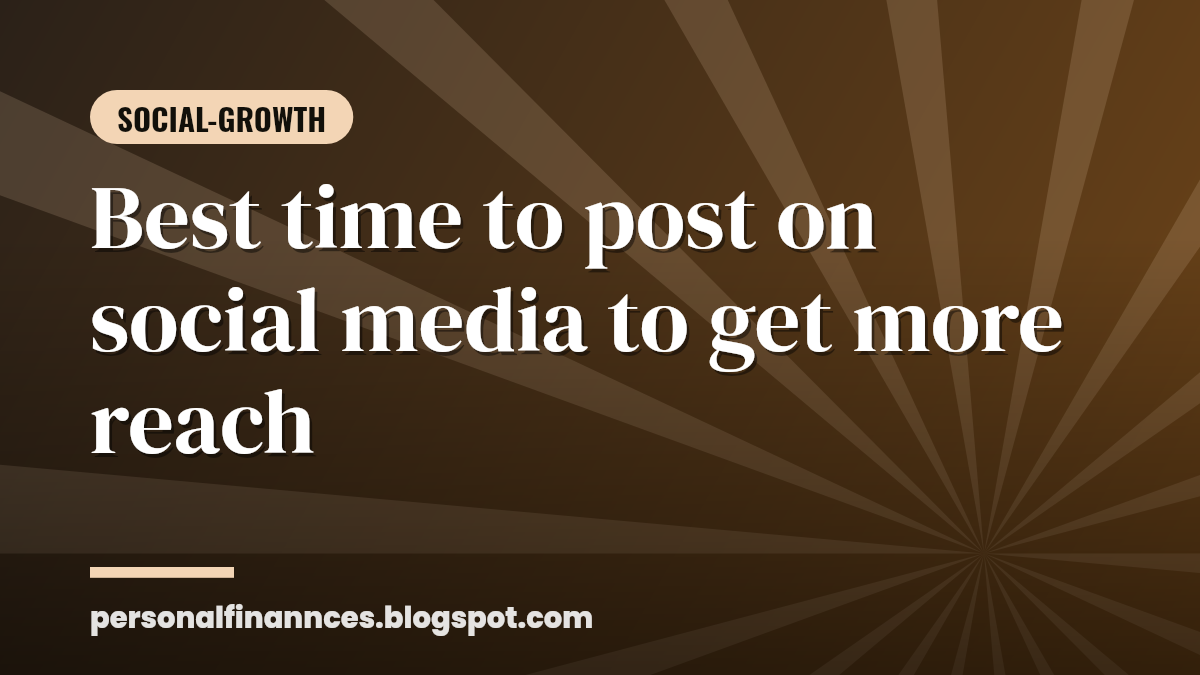 SOCIAL-GROWTH
Best time to post on
social media to get more
reach
personalfinannces.blogspot.com